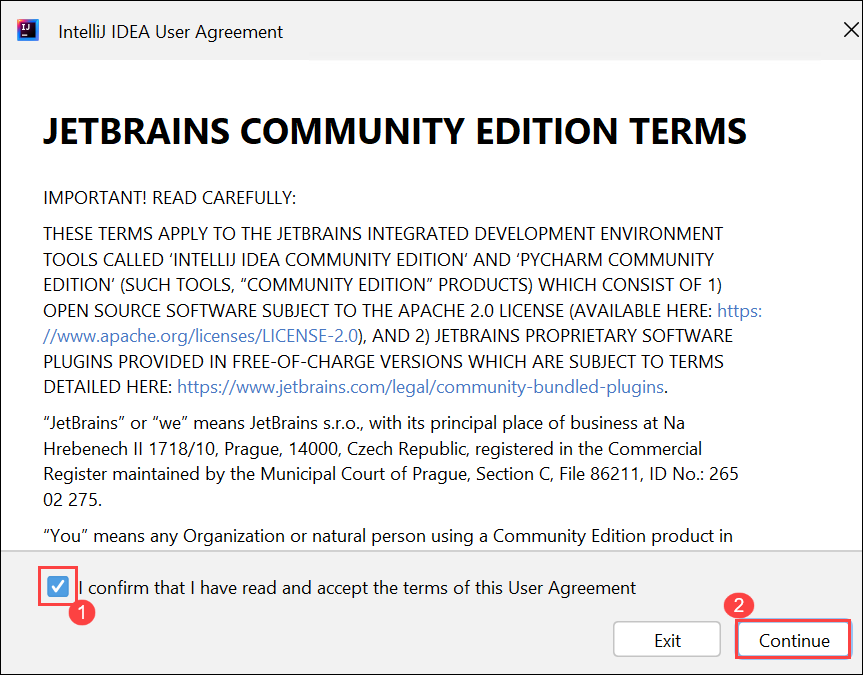 IJ
IntelliJ IDEA User Agreement
JETBRAINS COMMUNITY EDITION TERMS
IMPORTANT! READ CAREFULLY:
THESE TERMS APPLY TO THE JETBRAINS INTEGRATED DEVELOPMENT ENVIRONMENT
TOOLS CALLED ‘INTELLIJ IDEA COMMUNITY EDITION’ AND ‘PYCHARM COMMUNITY
EDITION’ (SUCH TOOLS, “COMMUNITY EDITION” PRODUCTS) WHICH CONSIST OF 1)
OPEN SOURCE SOFTWARE SUBJECT TO THE APACHE 2.0 LICENSE (AVAILABLE HERE: https:
//www.apache.org/licenses/LICENSE-2.0), AND 2) JETBRAINS PROPRIETARY SOFTWARE
PLUGINS PROVIDED IN FREE-OF-CHARGE VERSIONS WHICH ARE SUBJECT TO TERMS
DETAILED HERE: https://www.jetbrains.com/legal/community-bundled-plugins.
“JetBrains” or “we” means JetBrains s.r.o., with its principal place of business at Na
Hrebenech II 1718/10, Prague, 14000, Czech Republic, registered in the Commercial
Register maintained by the Municipal Court of Prague, Section C, File 86211, ID No.: 265
02 275.
“You” means any Organization or natural person using a Community Edition product in
I confirm that I have read and accept the terms of this User Agreement
1
2
Exit
Continue